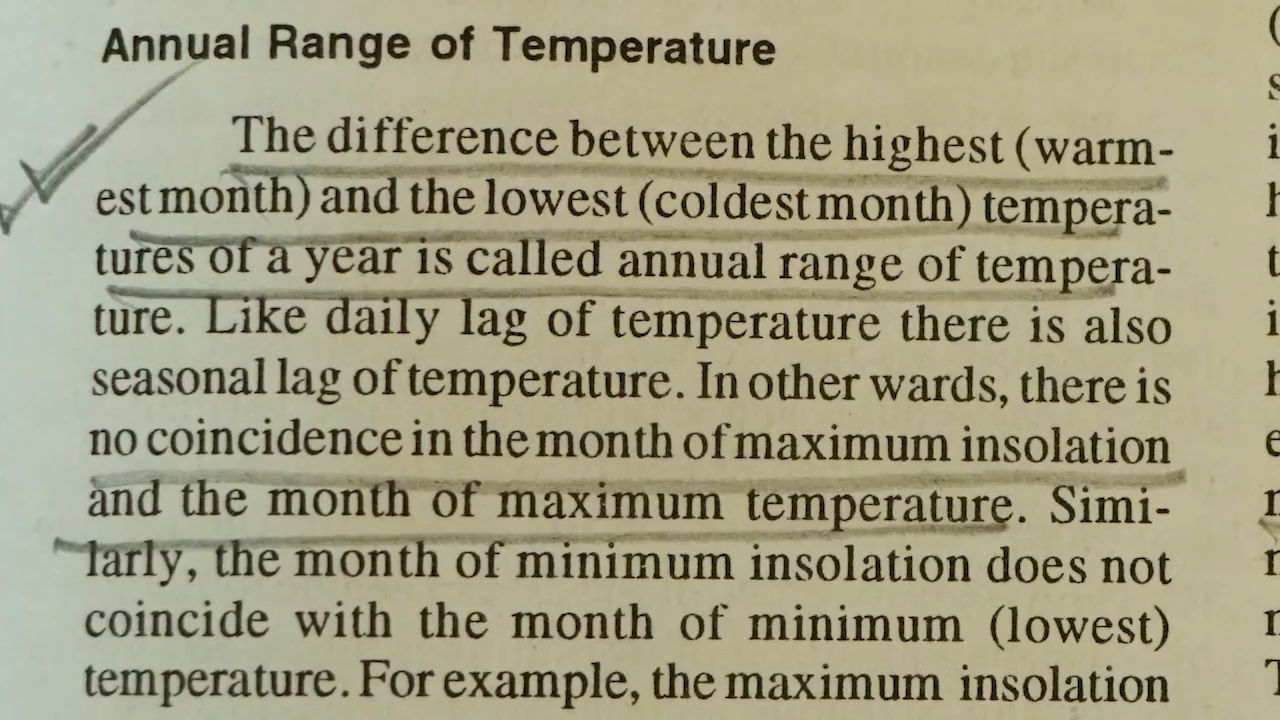 Annual Range of Temperature
The difference between the highest (warm-
est month) and the lowest (coldest month) tempera-
tures of a year is called annual range of tempera-
ture. Like daily lag of temperature there is also
seasonal lag of temperature. In other wards, there is
no coincidence in the month of maximum insolation
and the month of maximum temperature. Simi-
larly, the month of minimum insolation does not
coincide with the month of minimum (lowest)
temperature. For example, the maximum insolation